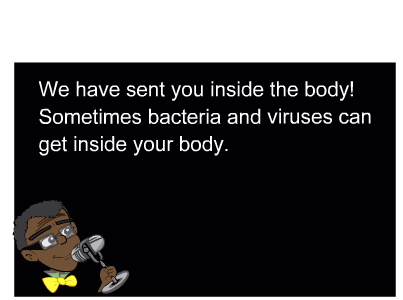 We have sent you inside the body!
Sometimes bacteria and viruses can
get inside your body.